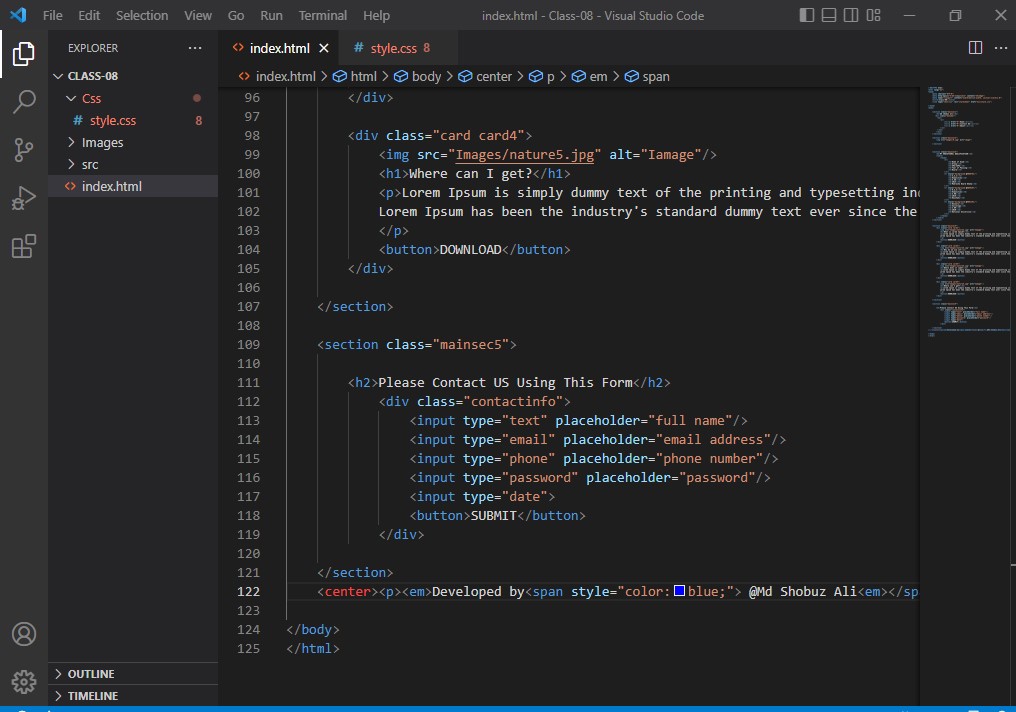 File Edit Selection View Go Run Terminal Help index.html - Class-08 - Visual Studio Code
EXPLORER ...
CLASS-08
Css
# style.css 8
Images
src
<> index.html
OUTLINE
TIMELINE
<> index.html × # style.css 8 ...
<> index.html > html > body > center > p > em > span
96 </div>
97
98 <div class="card card4">
99 <img src="Images/nature5.jpg" alt="Iamage"/>
100 <h1>Where can I get?</h1>
101 <p>Lorem Ipsum is simply dummy text of the printing and typesetting in
102 Lorem Ipsum has been the industry's standard dummy text ever since the
103 </p>
104 <button>DOWNLOAD</button>
105 </div>
106
107 </section>
108
109 <section class="mainsec5">
110
111 <h2>Please Contact US Using This Form</h2>
112 <div class="contactinfo">
113 <input type="text" placeholder="full name"/>
114 <input type="email" placeholder="email address"/>
115 <input type="phone" placeholder="phone number"/>
116 <input type="password" placeholder="password"/>
117 <input type="date">
118 <button>SUBMIT</button>
119 </div>
120
121 </section>
122 <center><p><em>Developed by<span style="color:blue;"> @Md Shobuz Ali<em></sp
123
124 </body>
125 </html>